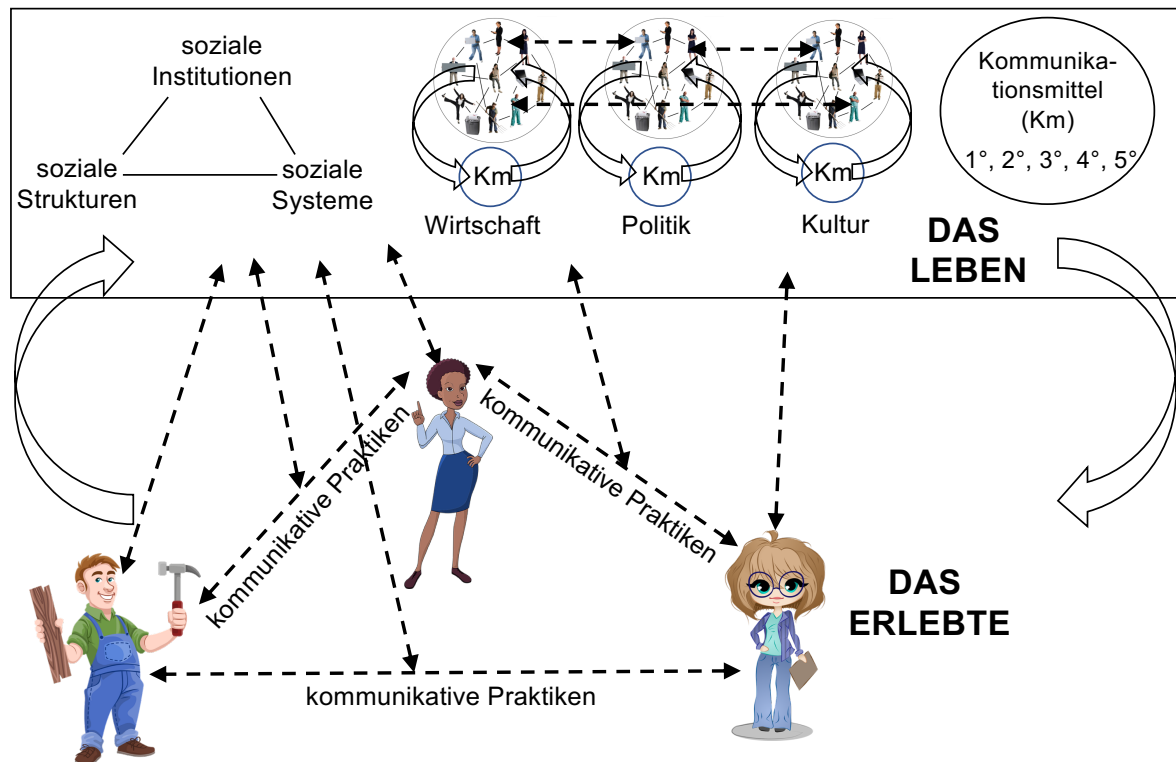 soziale
Institutionen
soziale
Strukturen
soziale
Systeme
Km
Wirtschaft
Km
Politik
Km
Kultur
Kommunika-
tionsmittel
(Km)
1°, 2°, 3°, 4°, 5°
DAS
LEBEN
kommunikative Praktiken
kommunikative Praktiken
kommunikative Praktiken
DAS
ERLEBTE